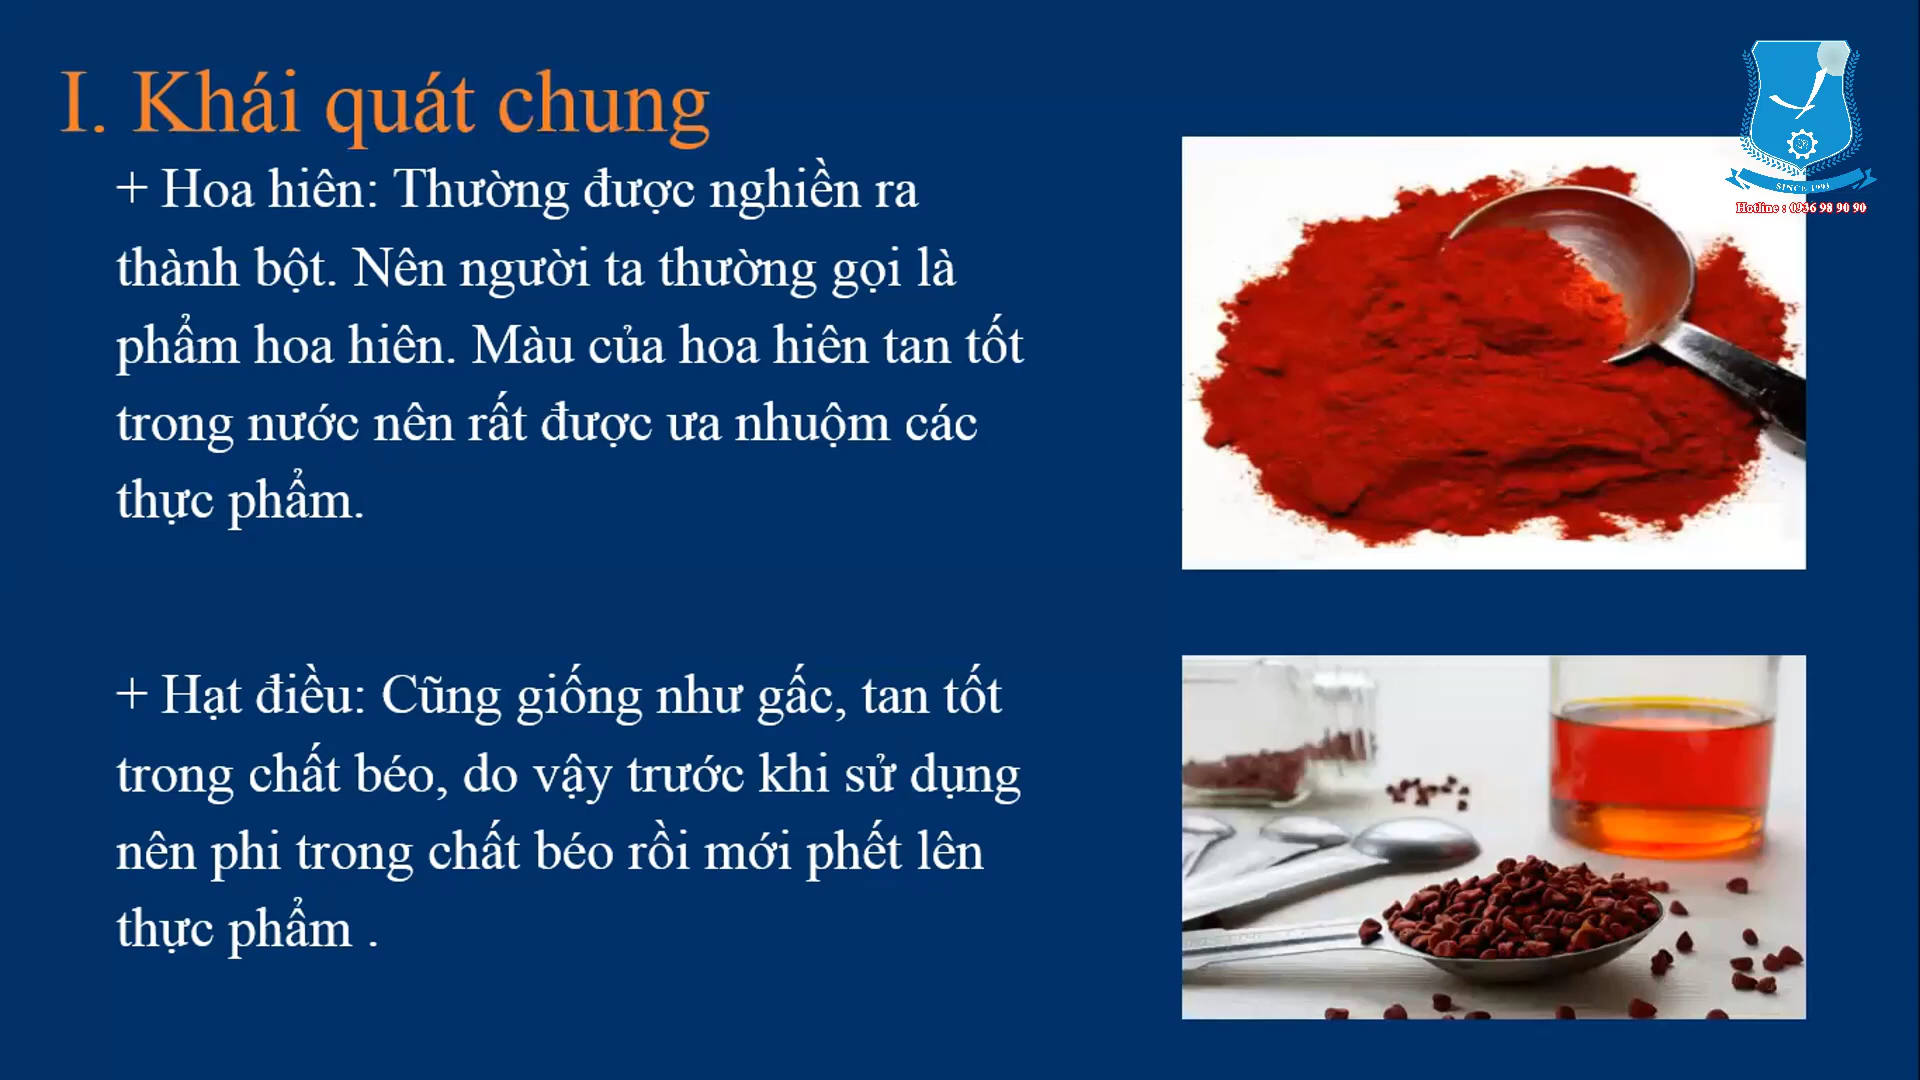 I. Khái quát chung
+ Hoa hiên: Thường được nghiền ra
thành bột. Nên người ta thường gọi là
phẩm hoa hiên. Màu của hoa hiên tan tốt
trong nước nên rất được ưa nhuộm các
thực phẩm.
+ Hạt điều: Cũng giống như gấc, tan tốt
trong chất béo, do vậy trước khi sử dụng
nên phi trong chất béo rồi mới phết lên
thực phẩm .
SINCE 1991
Hotline : 0936 98 90 90